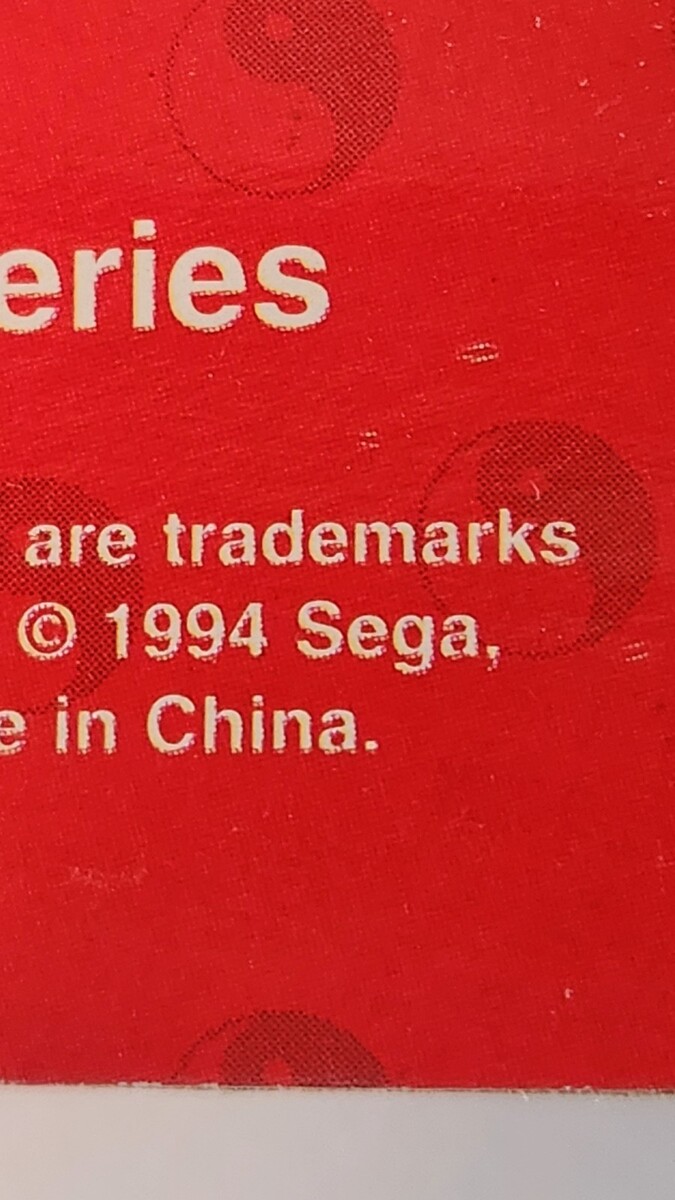 eries
are trademarks
© 1994 Sega,
e in China.